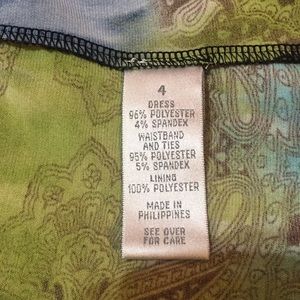 4
DRESS
96% POLYESTER
4% SPANDEX
WAISTBAND
AND TIES
95% POLYESTER
5% SPANDEX
LINING
100% POLYESTER
MADE IN
PHILIPPINES
SEE OVER
FOR CARE